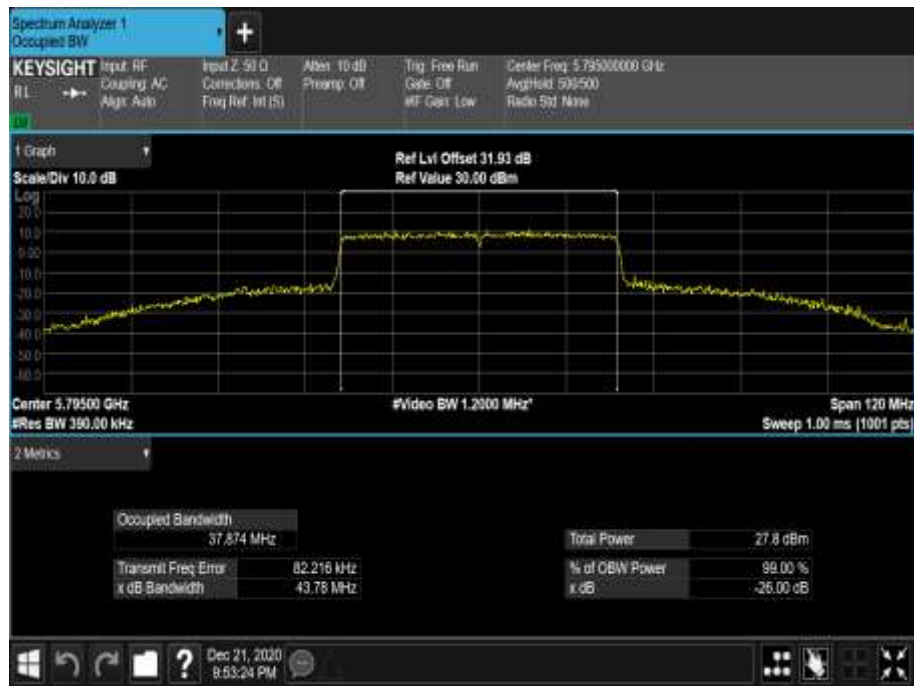 Spectrum Analyzer 1
Occupied BW
+
KEYSIGHT Input: RF Input Z: 50 Ω Atten: 10 dB Trig: Free Run Center Freq: 5.795000000 GHz
RL Coupling: AC Corrections: Off Preamp: Off Gate: Off Avg|Hold: 500/500
Align: Auto Freq Ref: Int (S) #IF Gain: Low Radio Std: None
1 Graph Ref Lvl Offset 31.93 dB
Scale/Div 10.0 dB Ref Value 30.00 dBm
Log
20.0
10.0
0.00
-10.0
-20.0
-30.0
-40.0
-50.0
-60.0
Center 5.79500 GHz #Video BW 1.2000 MHz* Span 120 MHz
#Res BW 390.00 kHz Sweep 1.00 ms (1001 pts)
2 Metrics
Occupied Bandwidth
37.874 MHz Total Power 27.8 dBm
Transmit Freq Error 82.216 kHz % of OBW Power 99.00 %
x dB Bandwidth 43.78 MHz x dB -26.00 dB
? Dec 21, 2020
9:53:24 PM